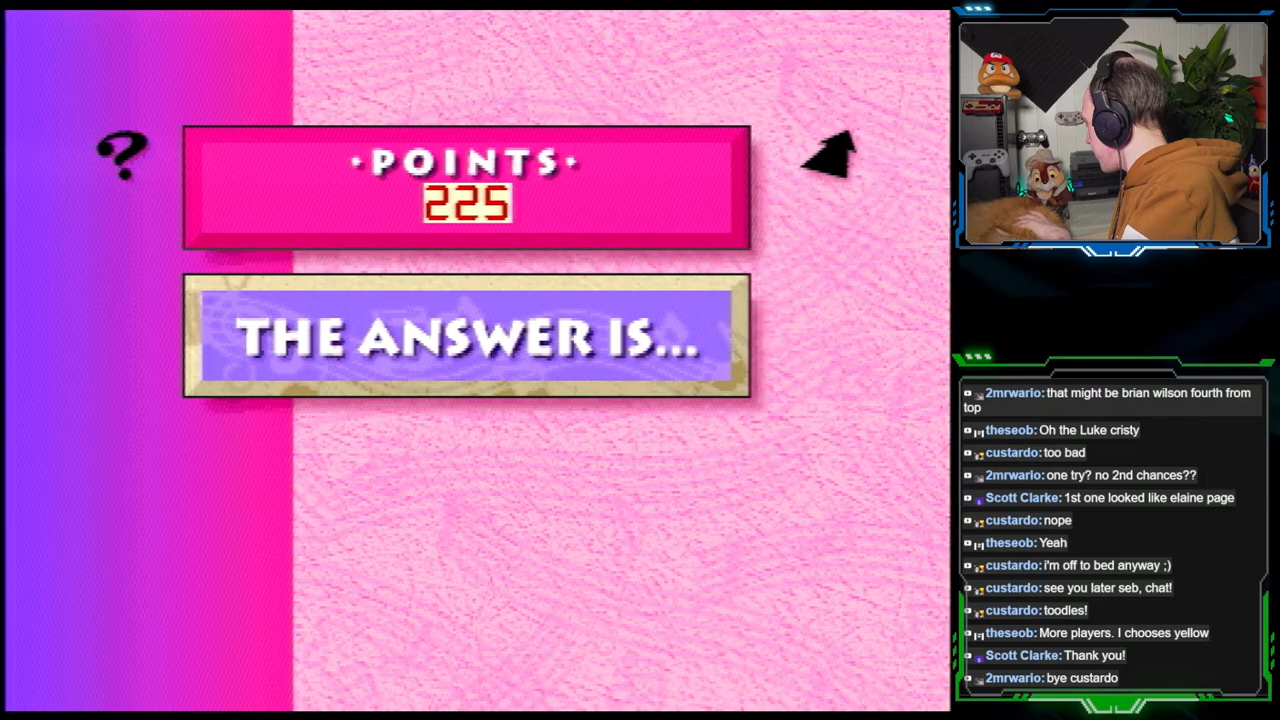 ?
·POINTS·
225
THE ANSWER IS...
2mrwario: that might be brian wilson fourth from
top
theseob: Oh the Luke cristy
custardo: too bad
2mrwario: one try? no 2nd chances??
Scott Clarke: 1st one looked like elaine page
custardo: nope
theseob: Yeah
custardo: i'm off to bed anyway ;)
custardo: see you later seb, chat!
custardo: toodles!
theseob: More players. I chooses yellow
Scott Clarke: Thank you!
2mrwario: bye custardo